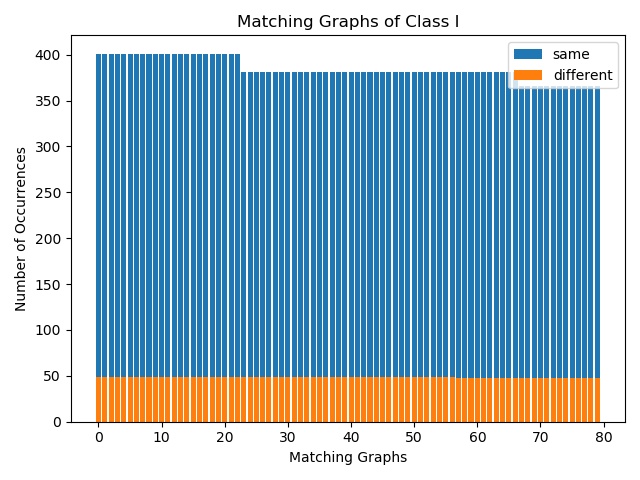 Matching Graphs of Class I
same
different
Number of Occurrences
400
350
300
250
200
150
100
50
0
0 10 20 30 40 50 60 70 80
Matching Graphs